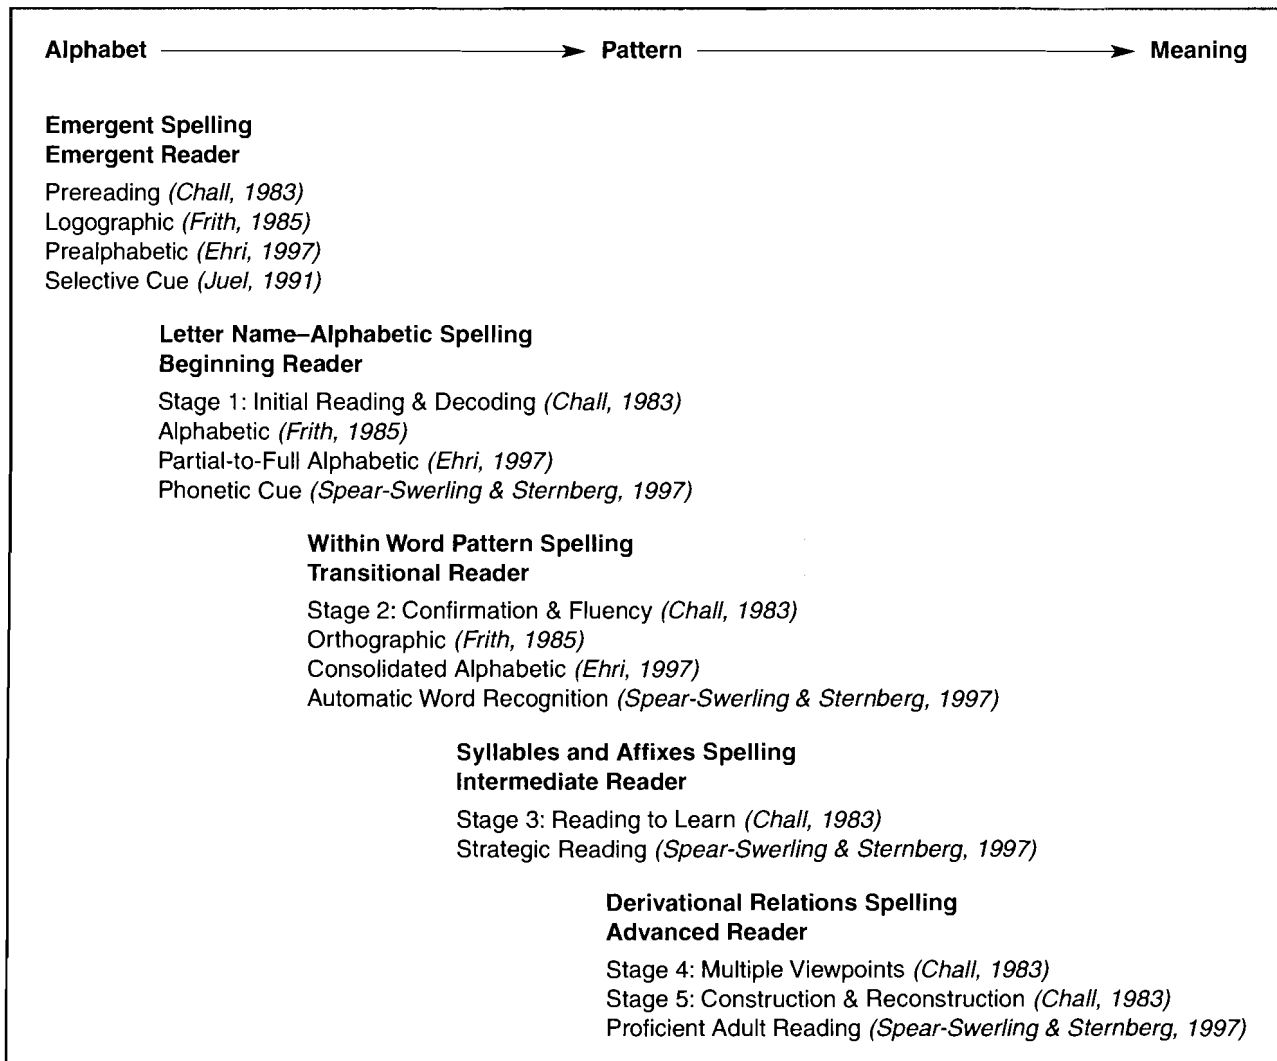 Alphabet Pattern Meaning
Emergent Spelling
Emergent Reader
Prereading (Chall, 1983)
Logographic (Frith, 1985)
Prealphabetic (Ehri, 1997)
Selective Cue (Juel, 1991)
Letter Name–Alphabetic Spelling
Beginning Reader
Stage 1: Initial Reading & Decoding (Chall, 1983)
Alphabetic (Frith, 1985)
Partial-to-Full Alphabetic (Ehri, 1997)
Phonetic Cue (Spear-Swerling & Sternberg, 1997)
Within Word Pattern Spelling
Transitional Reader
Stage 2: Confirmation & Fluency (Chall, 1983)
Orthographic (Frith, 1985)
Consolidated Alphabetic (Ehri, 1997)
Automatic Word Recognition (Spear-Swerling & Sternberg, 1997)
Syllables and Affixes Spelling
Intermediate Reader
Stage 3: Reading to Learn (Chall, 1983)
Strategic Reading (Spear-Swerling & Sternberg, 1997)
Derivational Relations Spelling
Advanced Reader
Stage 4: Multiple Viewpoints (Chall, 1983)
Stage 5: Construction & Reconstruction (Chall, 1983)
Proficient Adult Reading (Spear-Swerling & Sternberg, 1997)